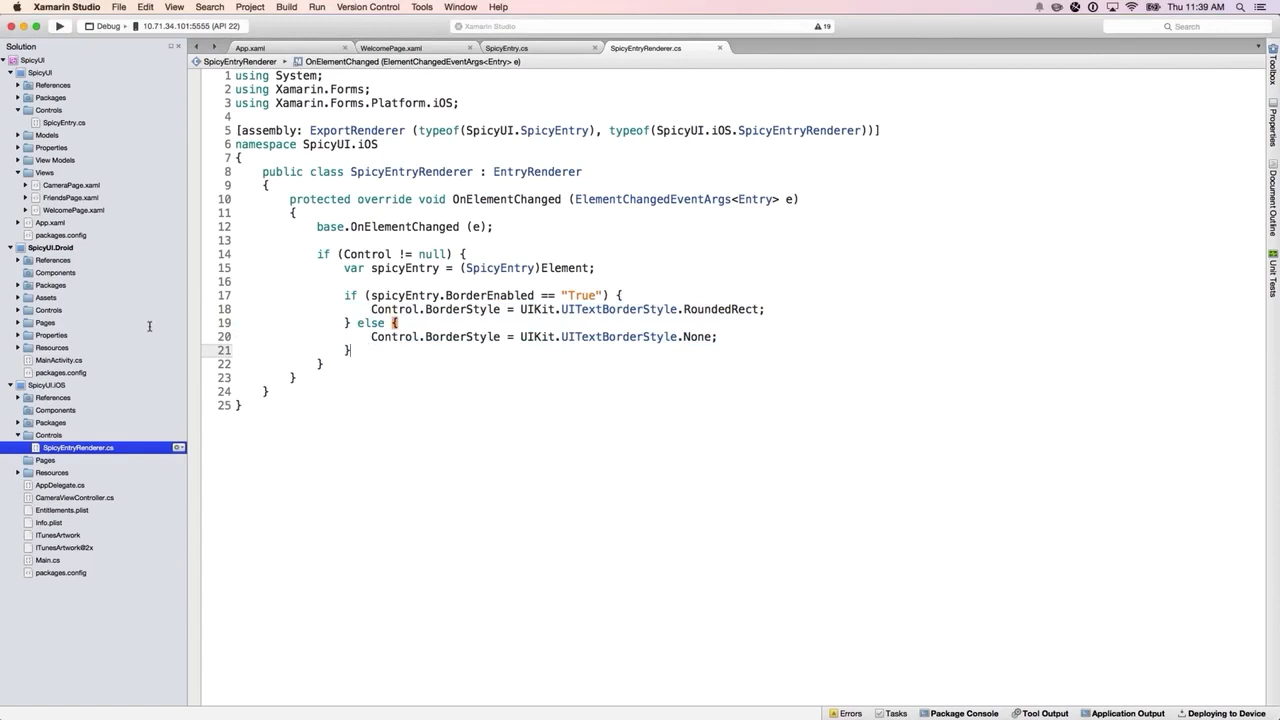 Xamarin Studio File Edit View Search Project Build Run Version Control Tools Window Help Thu 11:39 AM
Debug 10.71.34.101:5555 (API 22) Xamarin Studio 19 Search
Solution
SpicyUI
SpicyUI
References
Packages
Controls
SpicyEntry.cs
Models
Properties
View Models
Views
CameraPage.xaml
FriendsPage.xaml
WelcomePage.xaml
App.xaml
packages.config
SpicyUI.Droid
References
Components
Packages
Assets
Controls
Pages
Properties
Resources
MainActivity.cs
packages.config
SpicyUI.iOS
References
Components
Packages
Controls
SpicyEntryRenderer.cs
Pages
Resources
AppDelegate.cs
CameraViewController.cs
Entitlements.plist
Info.plist
iTunesArtwork
iTunesArtwork@2x
Main.cs
packages.config
App.xaml WelcomePage.xaml SpicyEntry.cs SpicyEntryRenderer.cs
SpicyEntryRenderer OnElementChanged (ElementChangedEventArgs<Entry> e)
1 using System;
2 using Xamarin.Forms;
3 using Xamarin.Forms.Platform.iOS;
4
5 [assembly: ExportRenderer (typeof(SpicyUI.SpicyEntry), typeof(SpicyUI.iOS.SpicyEntryRenderer))]
6 namespace SpicyUI.iOS
7 {
8 public class SpicyEntryRenderer : EntryRenderer
9 {
10 protected override void OnElementChanged (ElementChangedEventArgs<Entry> e)
11 {
12 base.OnElementChanged (e);
13
14 if (Control != null) {
15 var spicyEntry = (SpicyEntry)Element;
16
17 if (spicyEntry.BorderEnabled == "True") {
18 Control.BorderStyle = UIKit.UITextBorderStyle.RoundedRect;
19 } else {
20 Control.BorderStyle = UIKit.UITextBorderStyle.None;
21 }
22 }
23 }
24 }
25 }
Toolbox
Properties
Document Outline
Unit Tests
Errors Tasks Package Console Tool Output Application Output Deploying to Device